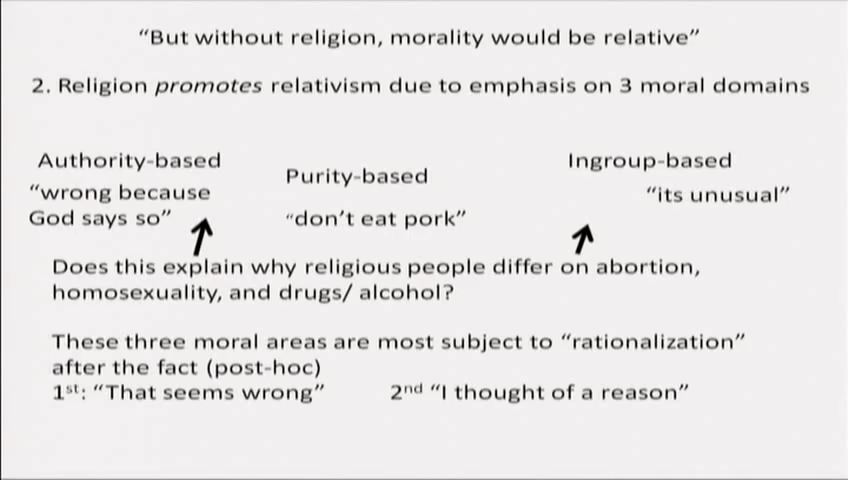 “But without religion, morality would be relative”
2. Religion promotes relativism due to emphasis on 3 moral domains
Authority-based
“wrong because
God says so”
Purity-based
“don’t eat pork”
Ingroup-based
“its unusual”
Does this explain why religious people differ on abortion,
homosexuality, and drugs/ alcohol?
These three moral areas are most subject to “rationalization”
after the fact (post-hoc)
1st: “That seems wrong” 2nd “I thought of a reason”